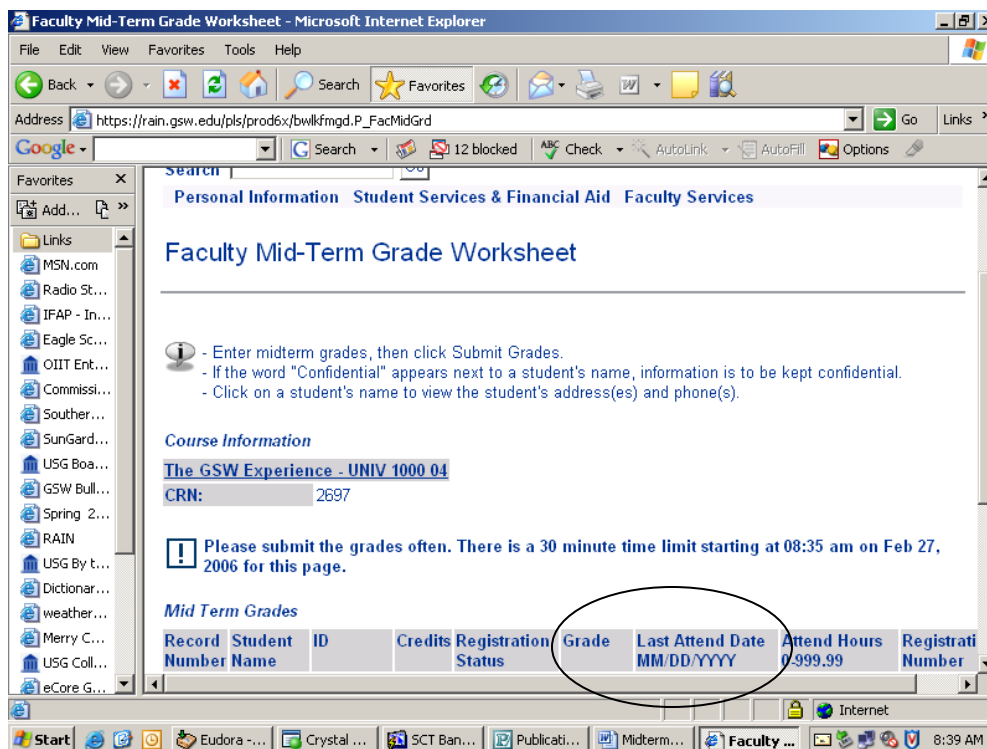 Faculty Mid-Term Grade Worksheet - Microsoft Internet Explorer
File Edit View Favorites Tools Help
Back Search Favorites
Address https://rain.gsw.edu/pls/prod6x/bwlkfmgd.P_FacMidGrd Go Links »
Google Search 12 blocked ABC Check AutoLink AutoFill Options
Favorites x
Add... »
Links
MSN.com
Radio St...
IFAP - In...
Eagle Sc...
OIIT Ent...
Commissi...
Souther...
SunGard...
USG Boa...
GSW Bull...
Spring 2...
RAIN
USG By t...
Dictionar...
weather...
Merry C...
USG Coll...
eCore G...
Search Go
Personal Information Student Services & Financial Aid Faculty Services
Faculty Mid-Term Grade Worksheet
- Enter midterm grades, then click Submit Grades.
- If the word "Confidential" appears next to a student's name, information is to be kept confidential.
- Click on a student's name to view the student's address(es) and phone(s).
Course Information
The GSW Experience - UNIV 1000 04
CRN: 2697
! Please submit the grades often. There is a 30 minute time limit starting at 08:35 am on Feb 27,
2006 for this page.
Mid Term Grades
Record Student ID Credits Registration Grade Last Attend Date Attend Hours Registrati
Number Name Status MM/DD/YYYY 0-999.99 Number
Internet
Start Eudora -... Crystal ... SCT Ban... Publicati... Midterm... Faculty ... 8:39 AM